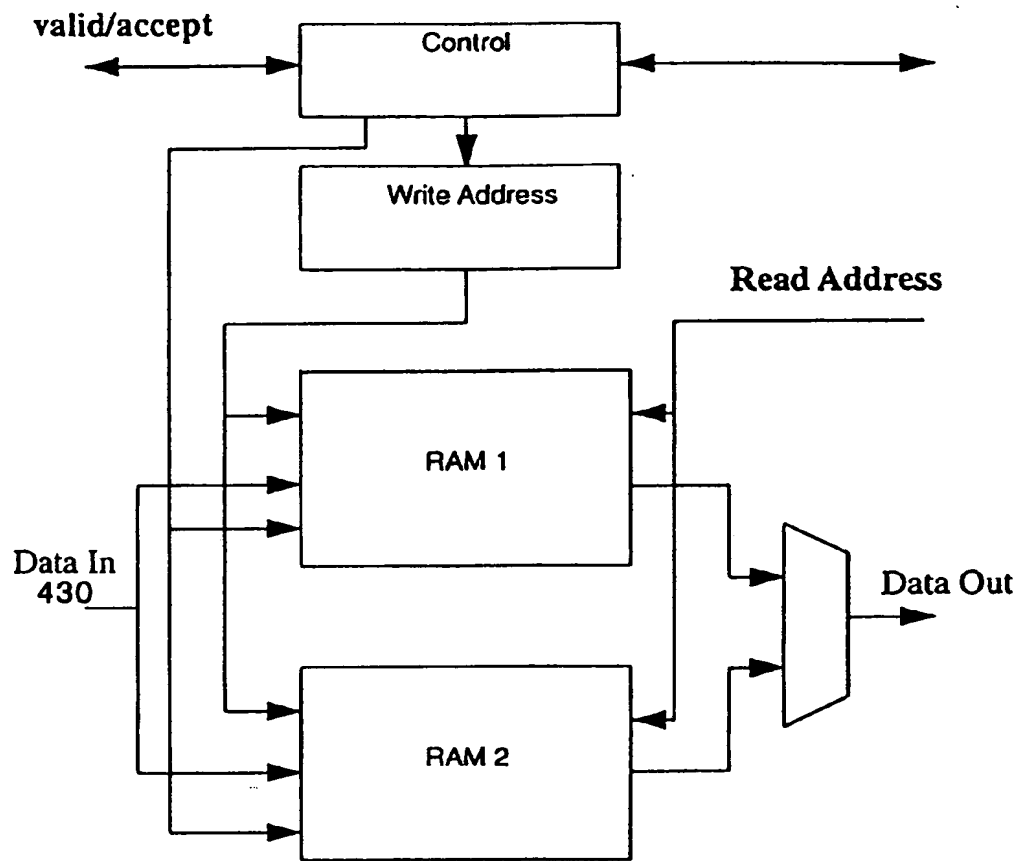 valid/accept
Control
Write Address
Read Address
RAM 1
Data In
430
Data Out
RAM 2